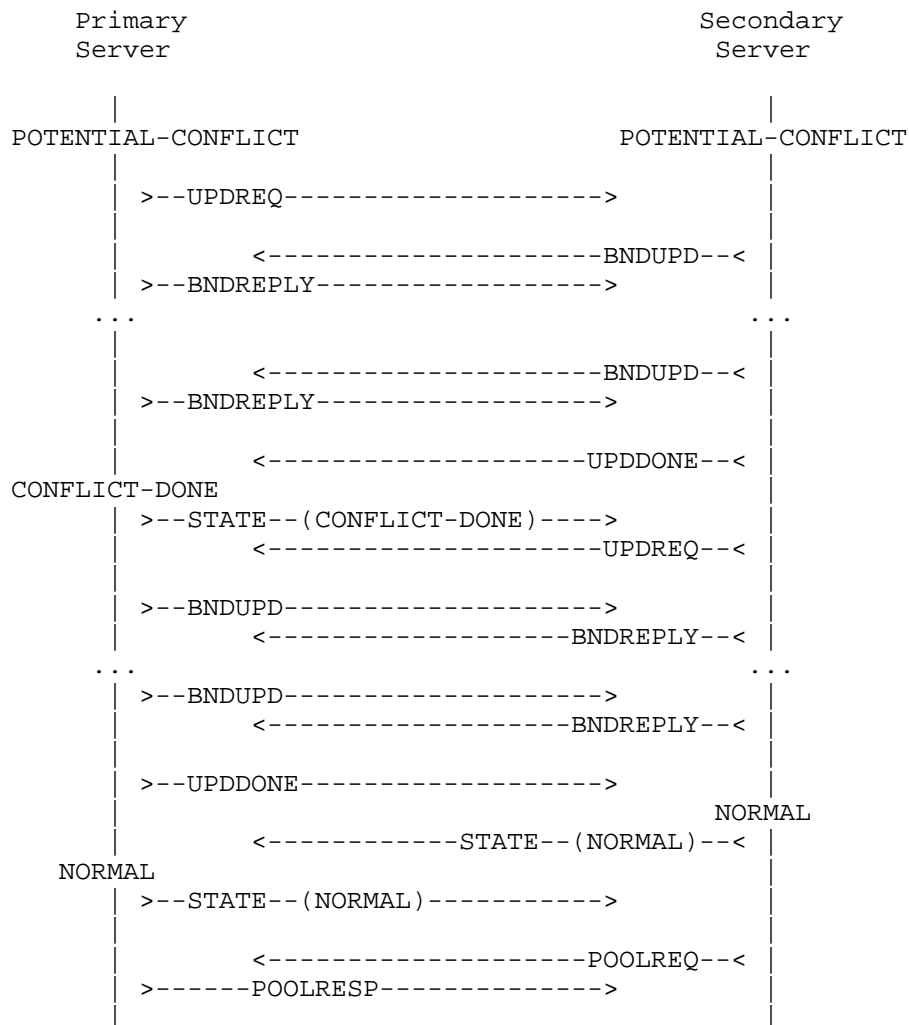 Primary Secondary
Server Server
POTENTIAL-CONFLICT POTENTIAL-CONFLICT
>--UPDREQ-------------------->
<---------------------BNDUPD--<
>--BNDREPLY------------------>
... ...
<---------------------BNDUPD--<
>--BNDREPLY------------------>
<--------------------UPDDONE--<
CONFLICT-DONE
>--STATE--(CONFLICT-DONE)---->
<---------------------UPDREQ--<
>--BNDUPD-------------------->
<-------------------BNDREPLY--<
... ...
>--BNDUPD-------------------->
<-------------------BNDREPLY--<
>--UPDDONE------------------->
NORMAL
<------------STATE--(NORMAL)--<
NORMAL
>--STATE--(NORMAL)----------->
<--------------------POOLREQ--<
>------POOLRESP-------------->